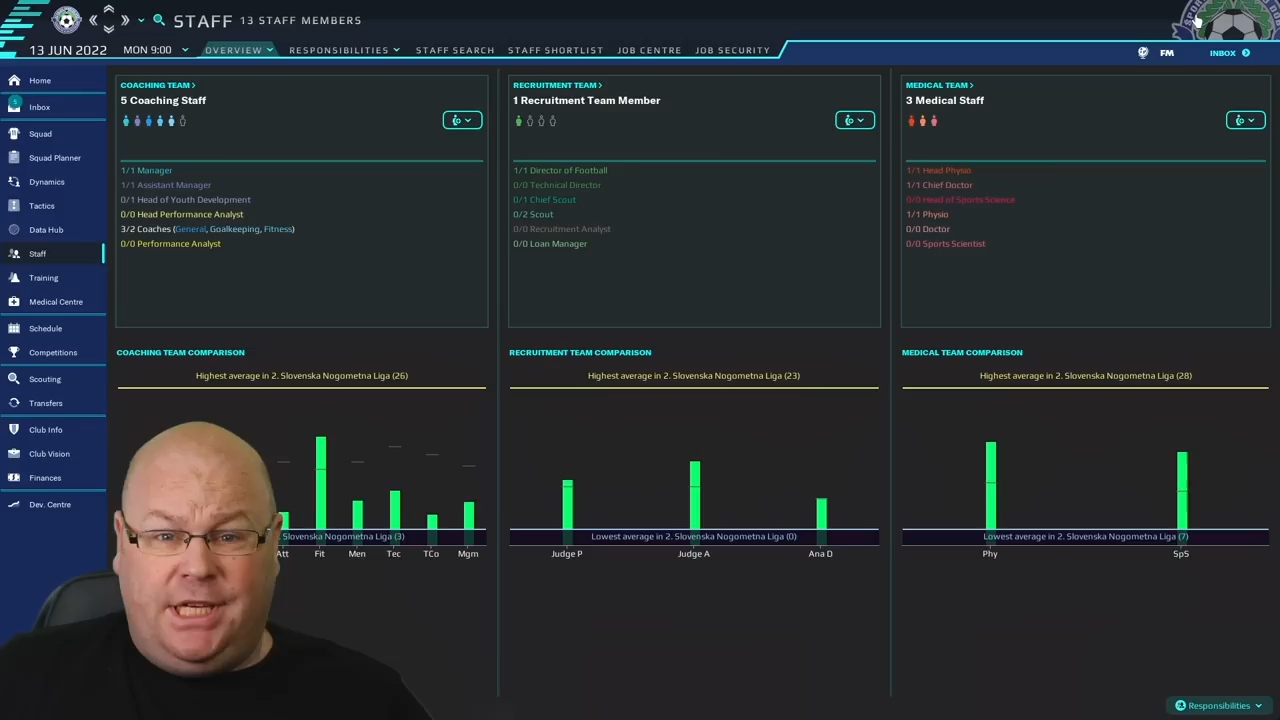 STAFF 13 STAFF MEMBERS
13 JUN 2022 MON 9:00 OVERVIEW RESPONSIBILITIES STAFF SEARCH STAFF SHORTLIST JOB CENTRE JOB SECURITY FM INBOX
Home
Inbox
Squad
Squad Planner
Dynamics
Tactics
Data Hub
Staff
Training
Medical Centre
Schedule
Competitions
Scouting
Transfers
Club Info
Club Vision
Finances
Dev. Centre
COACHING TEAM
5 Coaching Staff
1/1 Manager
1/1 Assistant Manager
0/1 Head of Youth Development
0/0 Head Performance Analyst
3/2 Coaches (General, Goalkeeping, Fitness)
0/0 Performance Analyst
RECRUITMENT TEAM
1 Recruitment Team Member
1/1 Director of Football
0/0 Technical Director
0/1 Chief Scout
0/2 Scout
0/0 Recruitment Analyst
0/0 Loan Manager
MEDICAL TEAM
3 Medical Staff
1/1 Head Physio
1/1 Chief Doctor
0/0 Head of Sports Science
1/1 Physio
0/0 Doctor
0/0 Sports Scientist
COACHING TEAM COMPARISON
Highest average in 2. Slovenska Nogometna Liga (26)
Slovenska Nogometna Liga (3)
Att Fit Men Tec TCo Mgm
RECRUITMENT TEAM COMPARISON
Highest average in 2. Slovenska Nogometna Liga (23)
Lowest average in 2. Slovenska Nogometna Liga (0)
Judge P Judge A Ana D
MEDICAL TEAM COMPARISON
Highest average in 2. Slovenska Nogometna Liga (28)
Lowest average in 2. Slovenska Nogometna Liga (7)
Phy SpS
Responsibilities